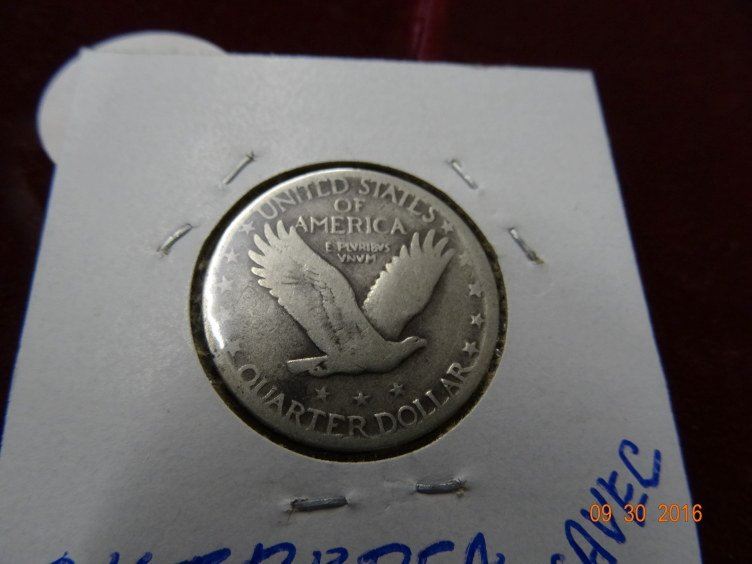 UNITED STATES
OF
AMERICA
E PLURIBUS
UNUM
QUARTER DOLLAR
09 30 2016